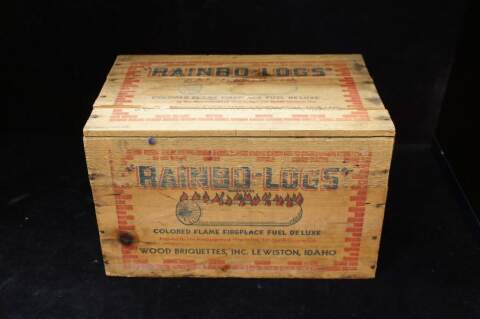 "RAINBO-LOGS"
COLORED FLAME FIREPLACE FUEL DE LUXE
"RAINBO-LOGS"
COLORED FLAME FIREPLACE FUEL DE LUXE
WOOD BRIQUETTES, INC. LEWISTON, IDAHO